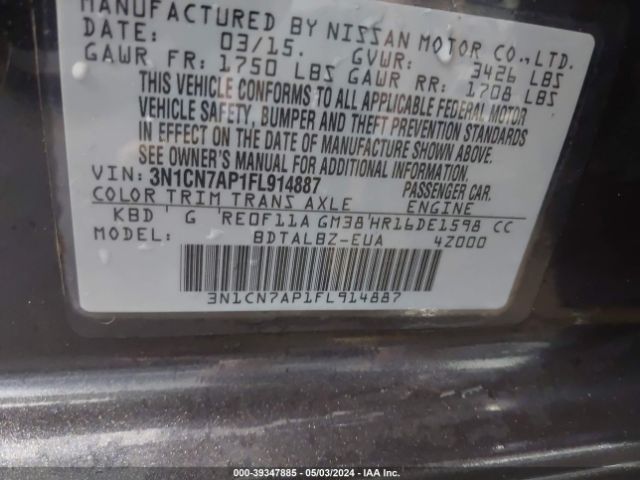 MANUFACTURED BY NISSAN MOTOR CO.,LTD.
DATE: 03/15. GVWR: 3426 LBS
GAWR FR: 1750 LBS GAWR RR: 1708 LBS
THIS VEHICLE CONFORMS TO ALL APPLICABLE FEDERAL MOTOR
VEHICLE SAFETY, BUMPER AND THEFT PREVENTION STANDARDS
IN EFFECT ON THE DATE OF MANUFACTURE SHOWN ABOVE.
SEE OWNER'S MANUAL FOR ADDITIONAL INFORMATION.
VIN: 3N1CN7AP1FL914887 PASSENGER CAR.
COLOR TRIM TRANS AXLE ENGINE
KBD G RE0F11A GM38 HR16DE1598 CC
MODEL: BDTALBZ-EUA 4Z000
3N1CN7AP1FL914887
000-39347885 - 05/03/2024 - IAA Inc.